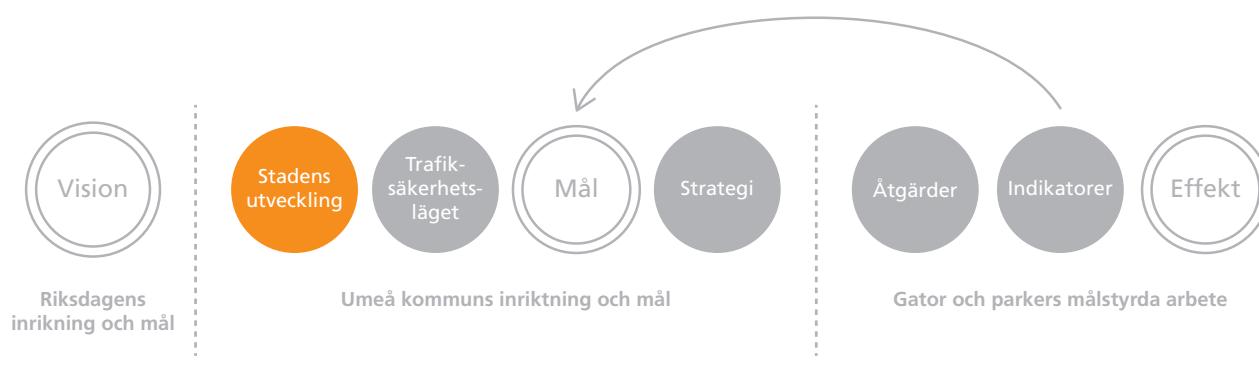 Vision
Stadens
utveckling
Trafik-
säkerhets-
läget
Mål
Strategi
Åtgärder
Indikatorer
Effekt
Riksdagens
inrikning och mål
Umeå kommuns inriktning och mål
Gator och parkers målstyrda arbete